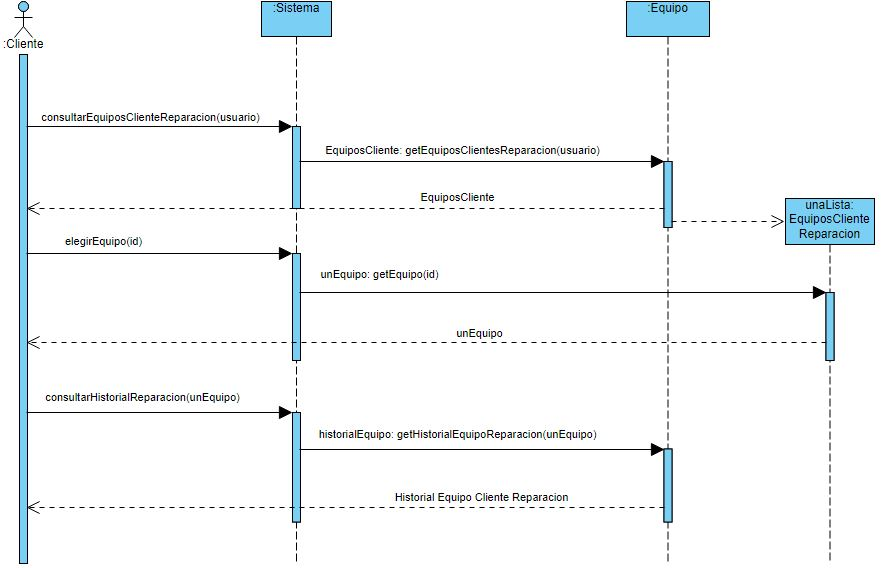 :Sistema
:Equipo
:Cliente
consultarEquiposClienteReparacion(usuario)
EquiposCliente: getEquiposClientesReparacion(usuario)
EquiposCliente
unaLista:
EquiposCliente
Reparacion
elegirEquipo(id)
unEquipo: getEquipo(id)
unEquipo
consultarHistorialReparacion(unEquipo)
historialEquipo: getHistorialEquipoReparacion(unEquipo)
Historial Equipo Cliente Reparacion